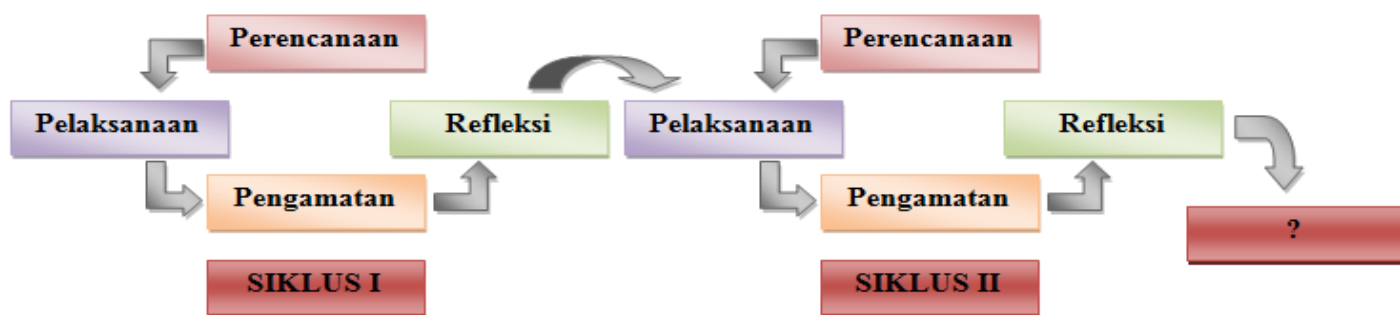 Perencanaan
Pelaksanaan
Refleksi
Pengamatan
SIKLUS I
Perencanaan
Pelaksanaan
Refleksi
Pengamatan
SIKLUS II
?